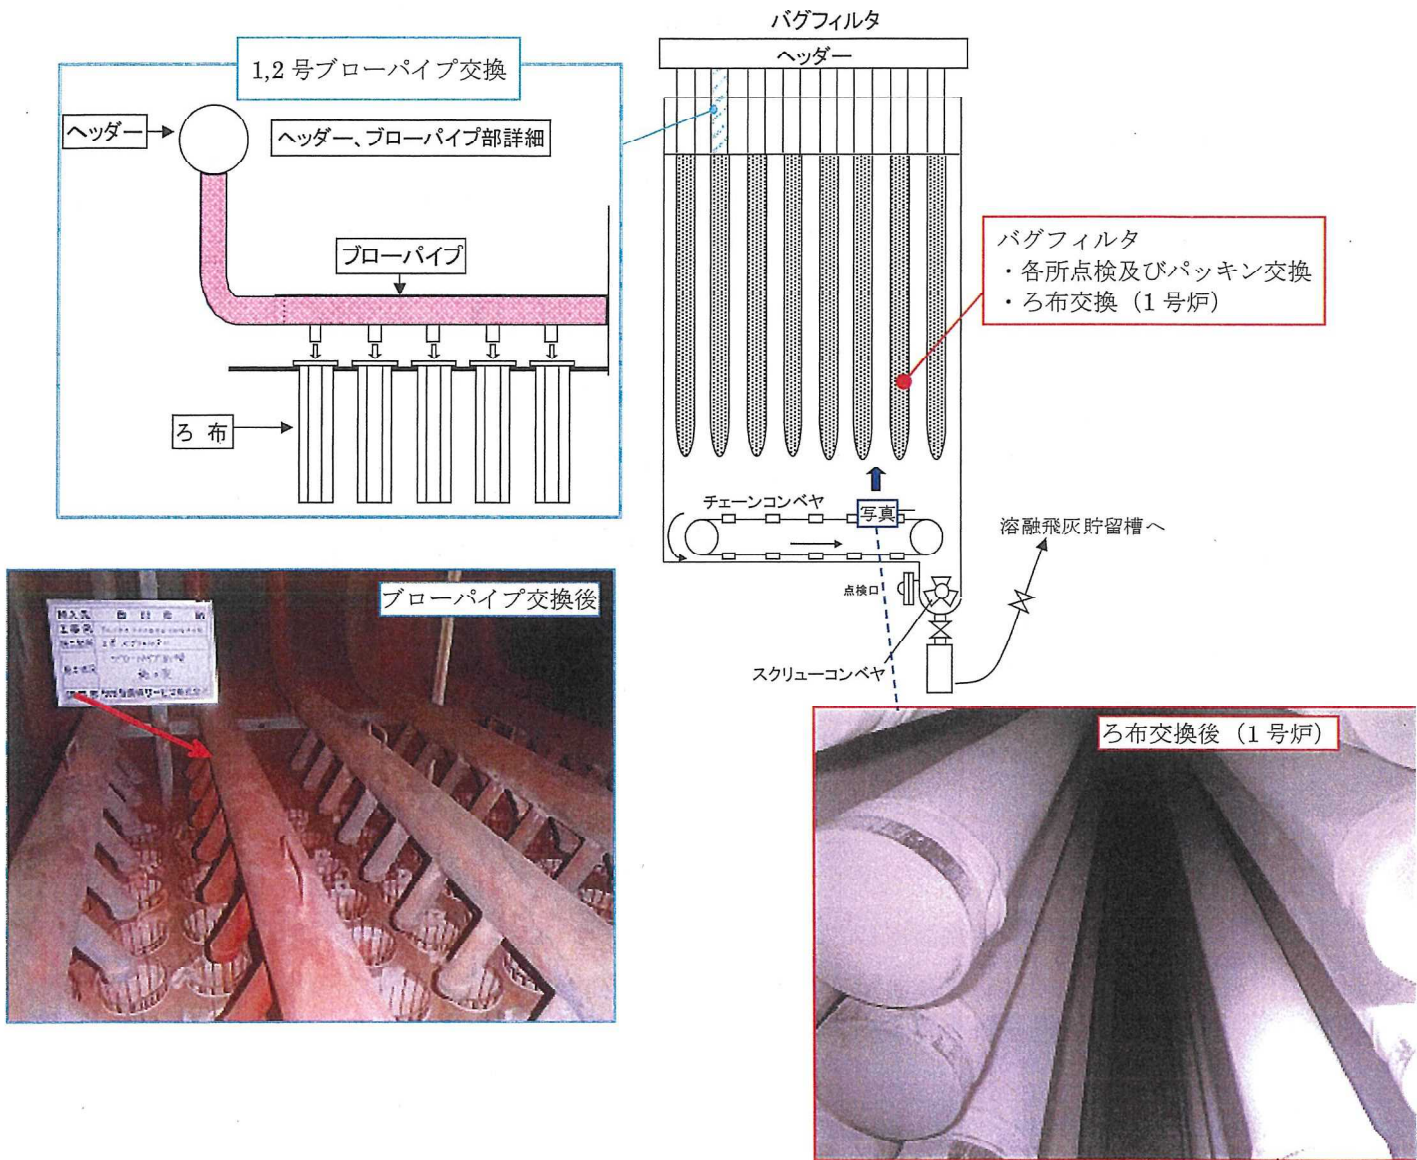 バグフィルタ
ヘッダー
1,2 号ブローパイプ交換
ヘッダー
ヘッダー、ブローパイプ部詳細
ブローパイプ
ろ 布
バグフィルタ
・各所点検及びパッキン交換
・ろ布交換（1 号炉）
チェーンコンベヤ
写真
溶融飛灰貯留槽へ
点検口
スクリューコンベヤ
ブローパイプ交換後
ろ布交換後（1 号炉）